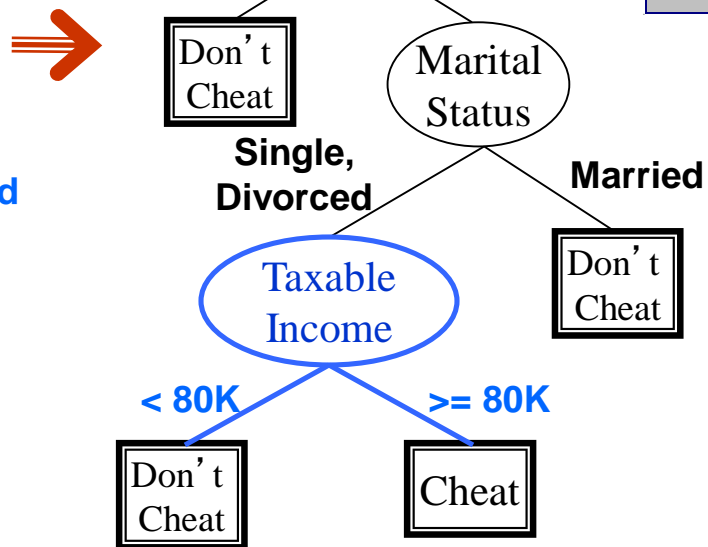 Don’t
Cheat
Marital
Status
Single,
Divorced
Married
d
Taxable
Income
Don’t
Cheat
< 80K
>= 80K
Don’t
Cheat
Cheat